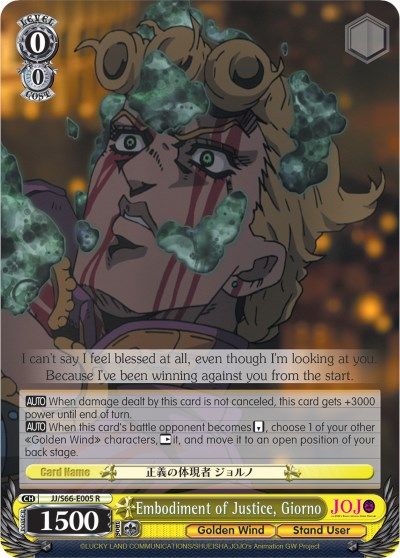 LEVEL
0
0
COST
I can't say I feel blessed at all, even though I'm looking at you.
Because I've been winning against you from the start.
AUTO When damage dealt by this card is not canceled, this card gets +3000
power until end of turn.
AUTO When this card's battle opponent becomes , choose 1 of your other
«Golden Wind» characters, it, and move it to an open position of your
back stage.
Card Name 正義の体現者 ジョルノ
CH JJ/S66-E005 R
Embodiment of Justice, Giorno
JOJO
POWER
1500
SOUL
Golden Wind Stand User
©LUCKY LAND COMMUNICATIONS/SHUEISHA,JOJO's Animation GW Project